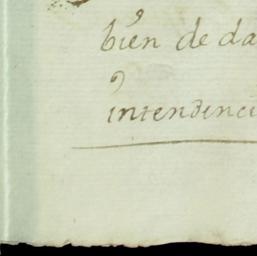 bien de da
intendenci